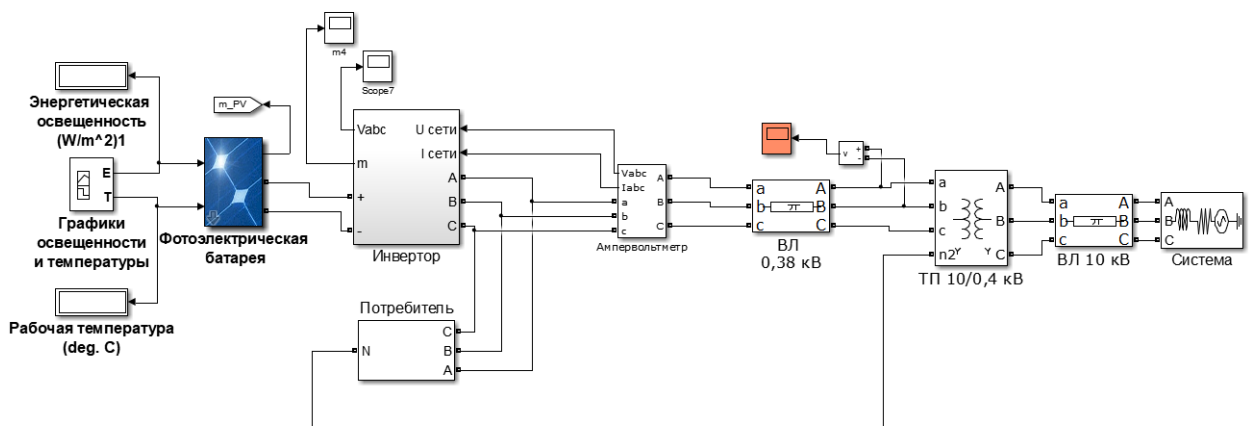 m4
Scope7
Энергетическая
освещенность
(W/m^2)1
m_PV
E
T
Графики
освещенности
и температуры
Фотоэлектрическая
батарея
Рабочая температура
(deg. C)
Vabc
m
+
-
U сети
I сети
A
B
C
Инвертор
Потребитель
N
C
B
A
Vabc
Iabc
a
b
c
A
B
C
Ампервольтметр
a
b
c
A
B
C
ВЛ
0,38 кВ
v
+
-
a
b
c
n2
Y
Y
A
B
C
ТП 10/0,4 кВ
a
b
c
A
B
C
ВЛ 10 кВ
A
B
C
Система